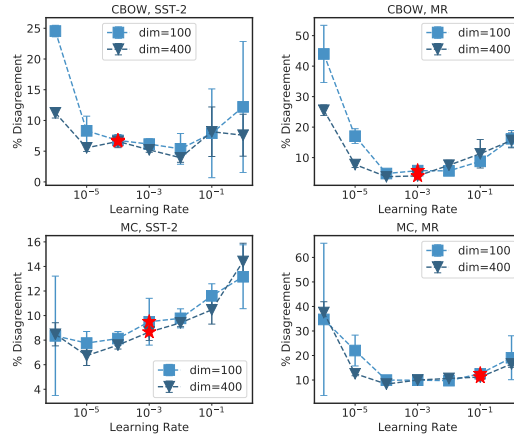 CBOW, SST-2
% Disagreement
25
20
15
10
5
0
dim=100
dim=400
10⁻⁵ 10⁻³ 10⁻¹
Learning Rate
CBOW, MR
% Disagreement
50
40
30
20
10
dim=100
dim=400
10⁻⁵ 10⁻³ 10⁻¹
Learning Rate
MC, SST-2
% Disagreement
16
14
12
10
8
6
4
dim=100
dim=400
10⁻⁵ 10⁻³ 10⁻¹
Learning Rate
MC, MR
% Disagreement
60
50
40
30
20
10
dim=100
dim=400
10⁻⁵ 10⁻³ 10⁻¹
Learning Rate